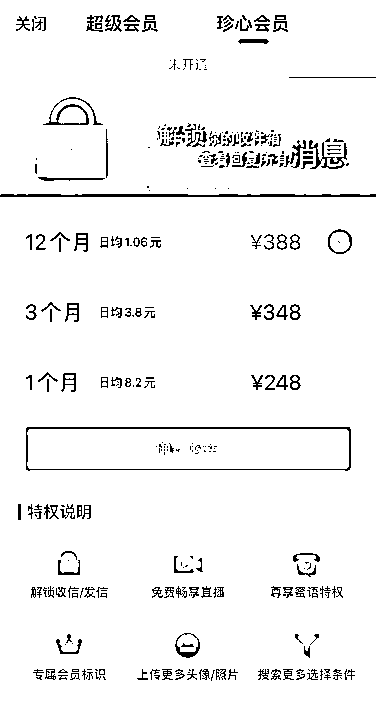 关闭 超级会员 珍心会员
未开通
解锁你的收件箱
查看回复所有消息
12个月 日均1.06元 ¥388
3个月 日均3.8元 ¥348
1个月 日均8.2元 ¥248
特权说明
解锁收信/发信 免费畅享直播 尊享蜜语特权
专属会员标识 上传更多头像/照片 搜索更多选择条件